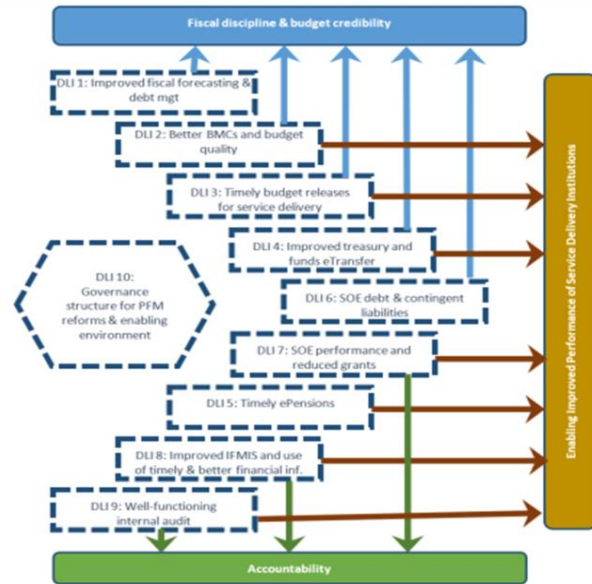 Fiscal discipline & budget credibility
DLI 1: Improved fiscal forecasting &
debt mgt
DLI 2: Better BMCs and budget
quality
DLI 3: Timely budget releases
for service delivery
DLI 4: Improved treasury and
funds eTransfer
DLI 10:
Governance
structure for PFM
reforms & enabling
environment
DLI 6: SOE debt & contingent
liabilities
DLI 7: SOE performance and
reduced grants
DLI 5: Timely ePensions
DLI 8: Improved IFMIS and use
of timely & better financial inf.
DLI 9: Well-functioning
internal audit
Accountability
Enabling Improved Performance of Service Delivery Institutions